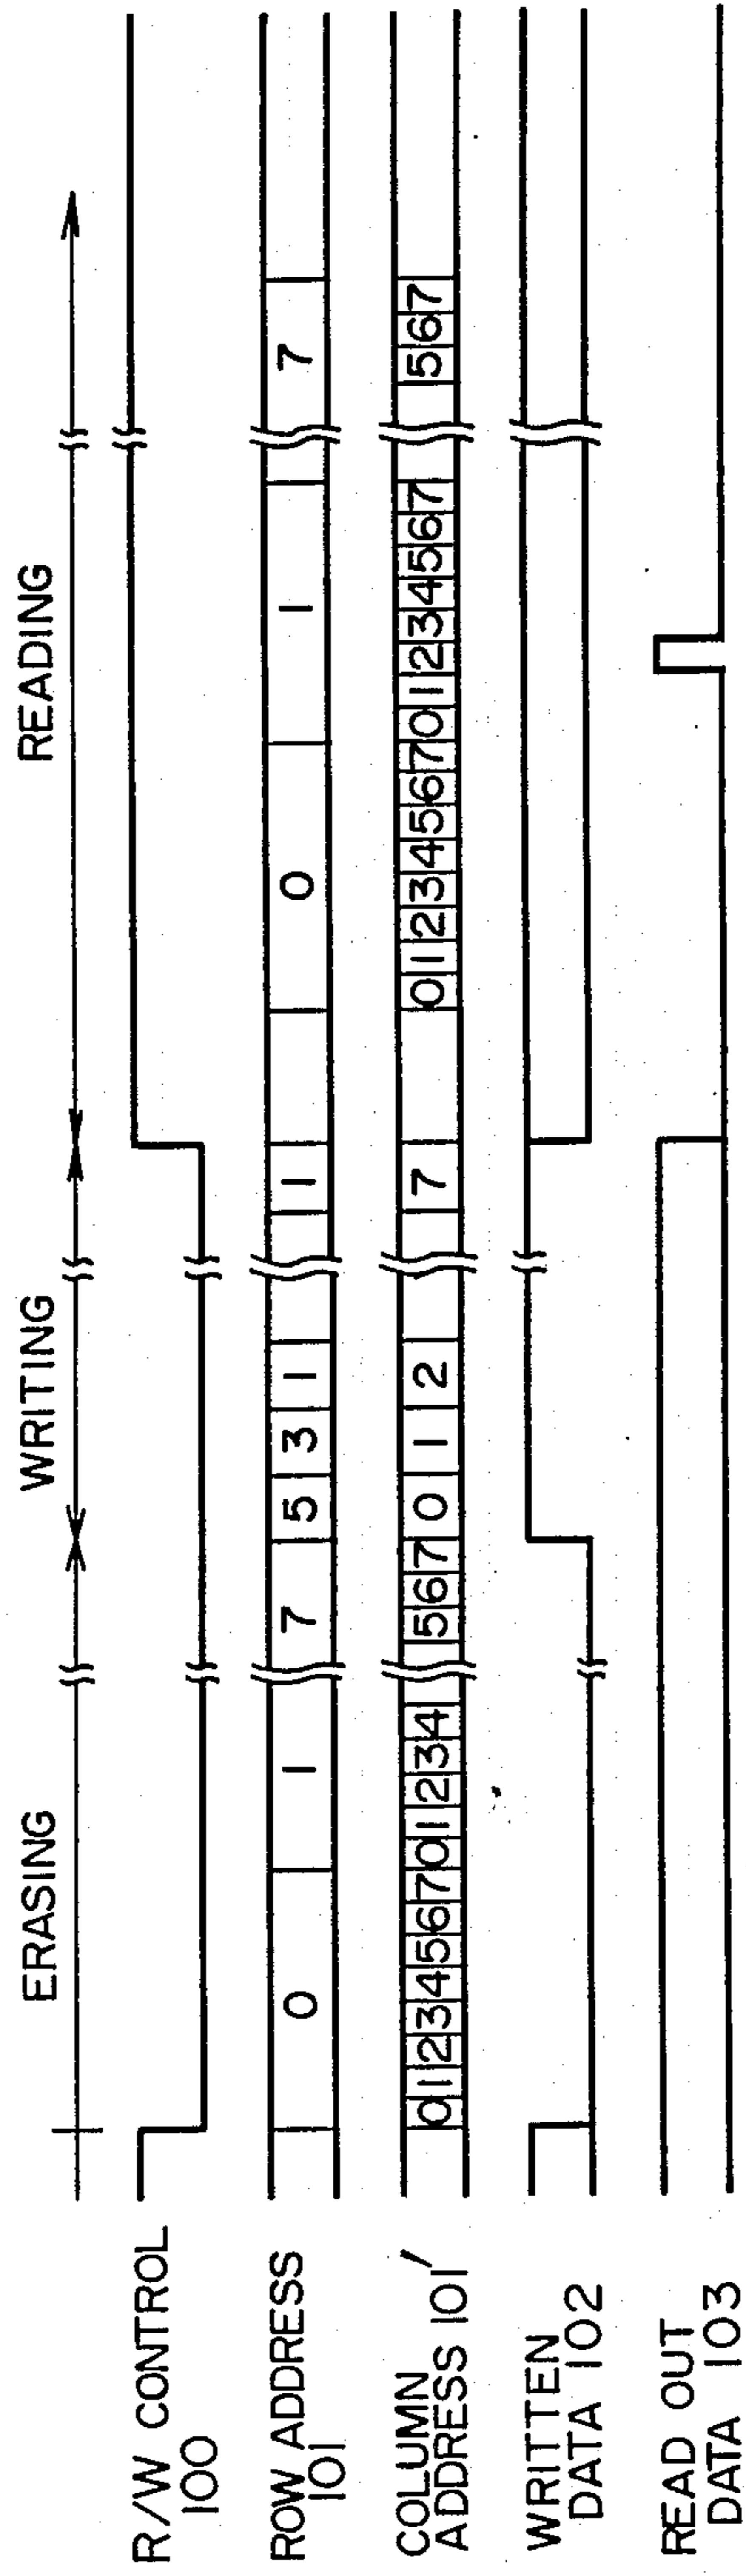 ERASING WRITING READING
R/W CONTROL
100
ROW ADDRESS
101
0 1 7 5 3 1 1 0 1 7
COLUMN
ADDRESS 101'
0 1 2 3 4 5 6 7 0 1 2 3 4 5 6 7 0 1 2 7 0 1 2 3 4 5 6 7 0 1 2 3 4 5 6 7 5 6 7
WRITTEN
DATA 102
READ OUT
DATA 103